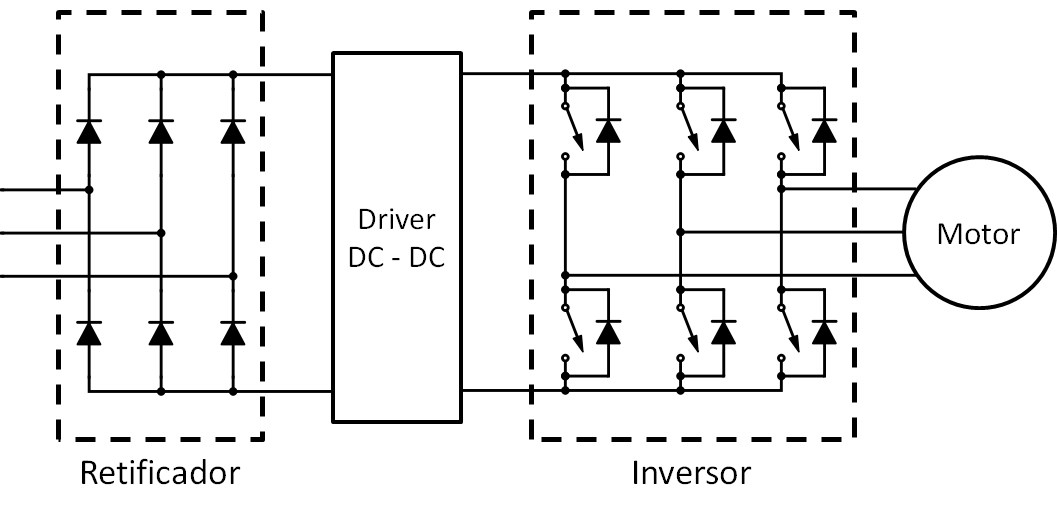 Driver
DC - DC
Motor
Retificador
Inversor